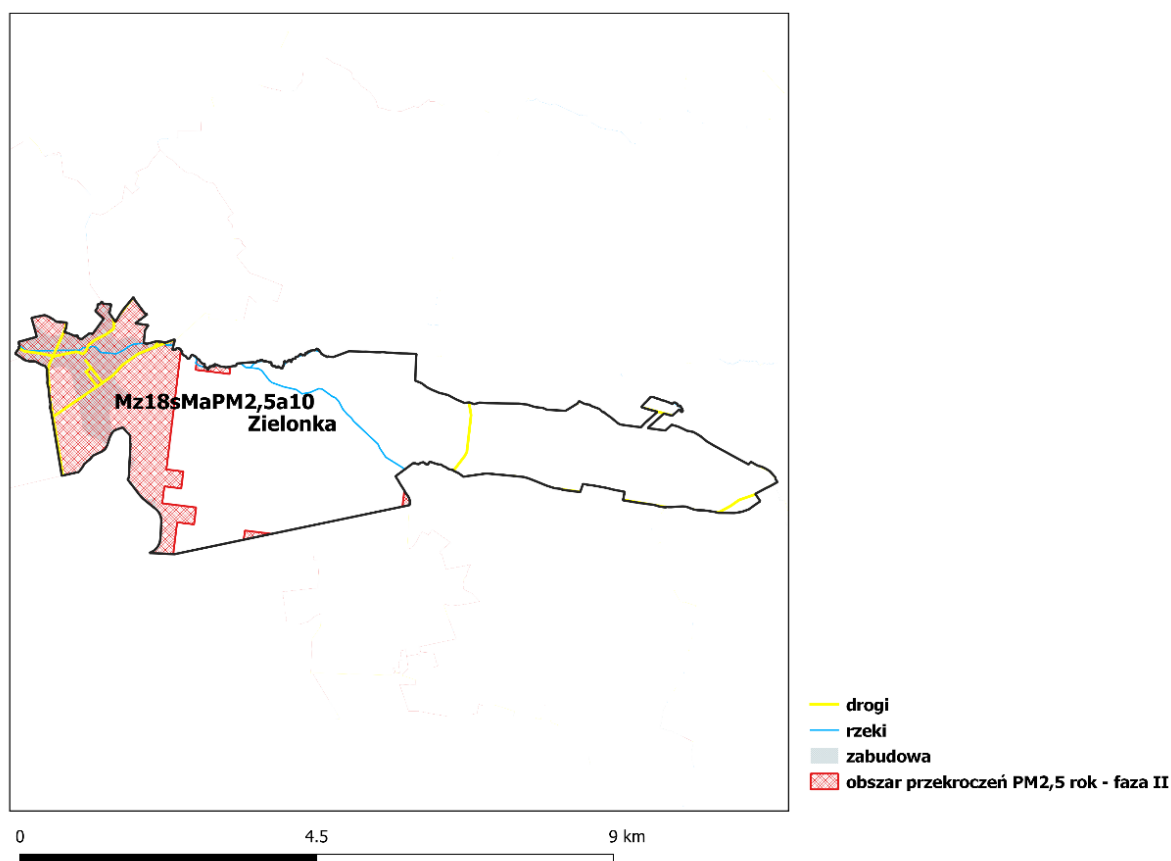 Mz18sMaPM2,5a10
Zielonka
drogi
rzeki
zabudowa
obszar przekroczeń PM2,5 rok - faza II
0 4.5 9 km